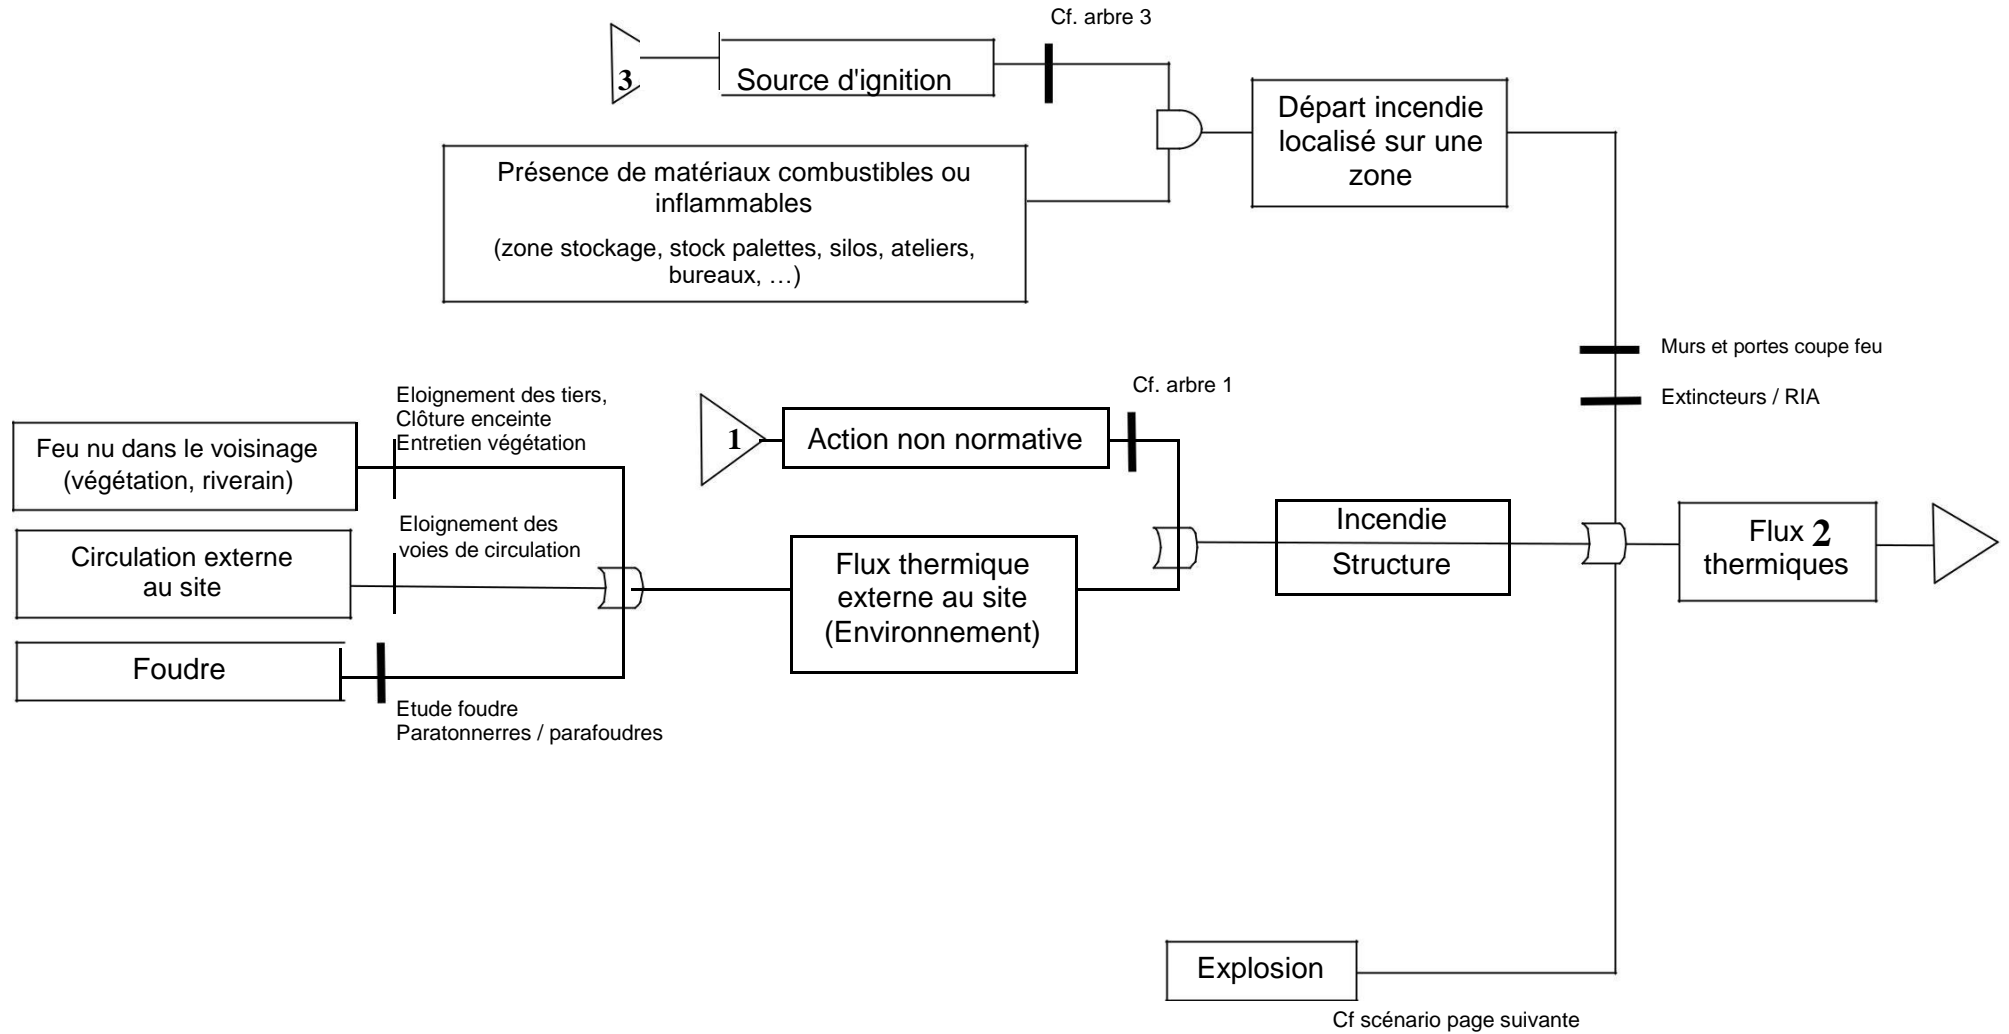 Cf. arbre 3
3
Source d'ignition
Départ incendie
localisé sur une
zone
Présence de matériaux combustibles ou
inflammables
(zone stockage, stock palettes, silos, ateliers,
bureaux, …)
Murs et portes coupe feu
Extincteurs / RIA
Cf. arbre 1
1
Action non normative
Eloignement des tiers,
Clôture enceinte
Entretien végétation
Feu nu dans le voisinage
(végétation, riverain)
Eloignement des
voies de circulation
Circulation externe
au site
Foudre
Etude foudre
Paratonnerres / parafoudres
Flux thermique
externe au site
(Environnement)
Incendie
Structure
Flux 2
thermiques
Explosion
Cf scénario page suivante